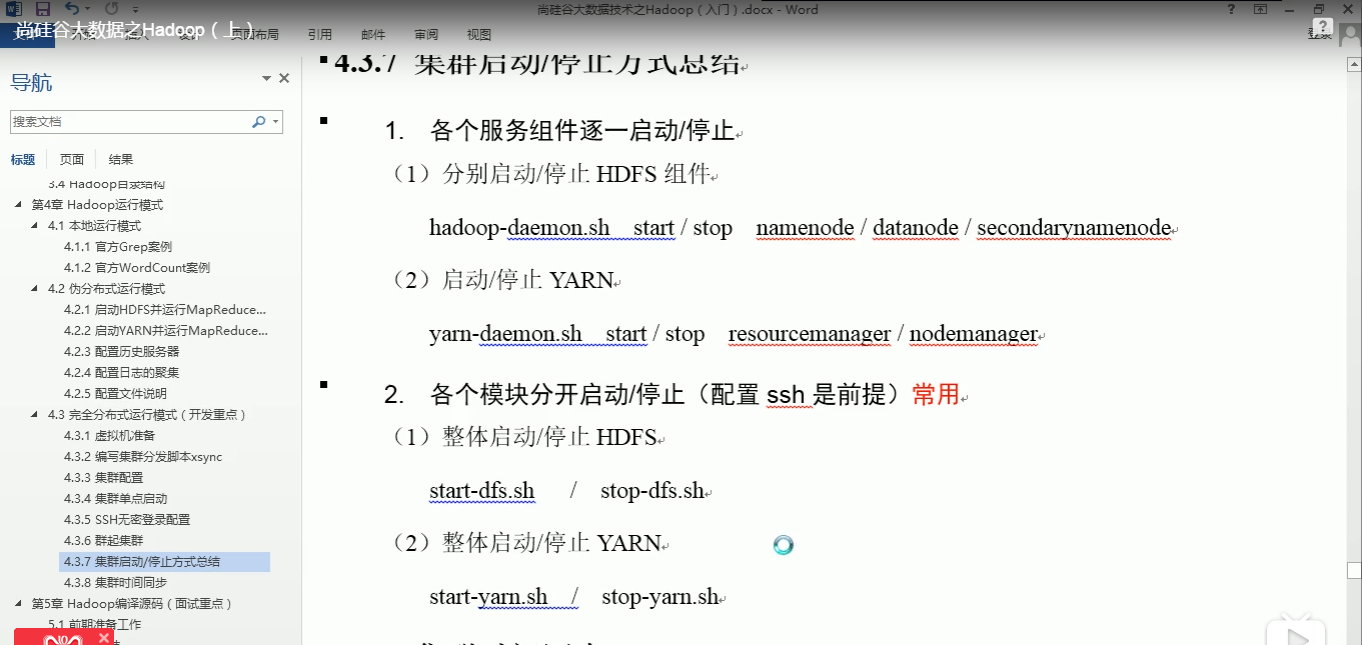 尚硅谷大数据技术之Hadoop（入门）.docx - Word
尚硅谷大数据之Hadoop（上）
页面布局 引用 邮件 审阅 视图
登录
导航
搜索文档
标题 页面 结果
3.4 Hadoop目录结构
第4章 Hadoop运行模式
4.1 本地运行模式
4.1.1 官方Grep案例
4.1.2 官方WordCount案例
4.2 伪分布式运行模式
4.2.1 启动HDFS并运行MapReduce...
4.2.2 启动YARN并运行MapReduce...
4.2.3 配置历史服务器
4.2.4 配置日志的聚集
4.2.5 配置文件说明
4.3 完全分布式运行模式（开发重点）
4.3.1 虚拟机准备
4.3.2 编写集群分发脚本xsync
4.3.3 集群配置
4.3.4 集群单点启动
4.3.5 SSH无密登录配置
4.3.6 群起集群
4.3.7 集群启动/停止方式总结
4.3.8 集群时间同步
第5章 Hadoop编译源码（面试重点）
5.1 前期准备工作
4.3.7 集群启动/停止方式总结
1. 各个服务组件逐一启动/停止
（1）分别启动/停止 HDFS 组件
hadoop-daemon.sh start / stop namenode / datanode / secondarynamenode
（2）启动/停止 YARN
yarn-daemon.sh start / stop resourcemanager / nodemanager
2. 各个模块分开启动/停止（配置 ssh 是前提）常用
（1）整体启动/停止 HDFS
start-dfs.sh / stop-dfs.sh
（2）整体启动/停止 YARN
start-yarn.sh / stop-yarn.sh